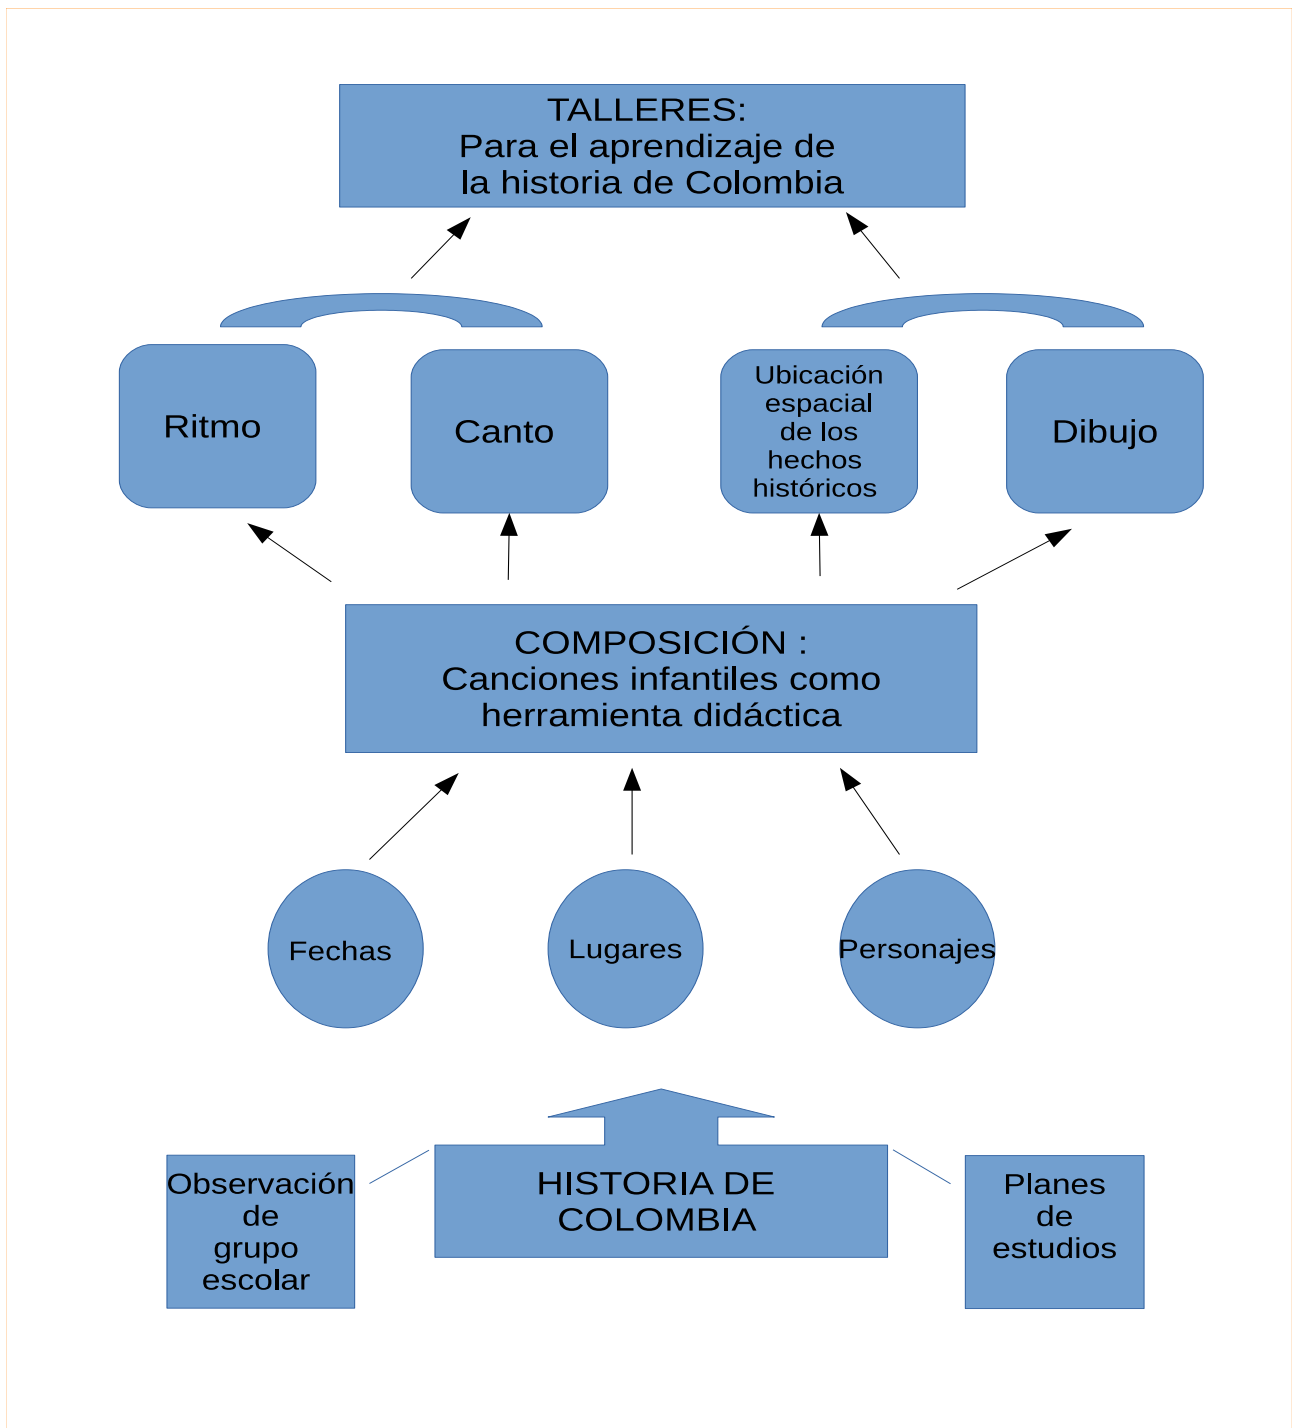 TALLERES:
Para el aprendizaje de
la historia de Colombia
Ritmo
Canto
Ubicación
espacial
de los
hechos
históricos
Dibujo
COMPOSICIÓN :
Canciones infantiles como
herramienta didáctica
Fechas
Lugares
Personajes
Observación
de
grupo
escolar
HISTORIA DE
COLOMBIA
Planes
de
estudios